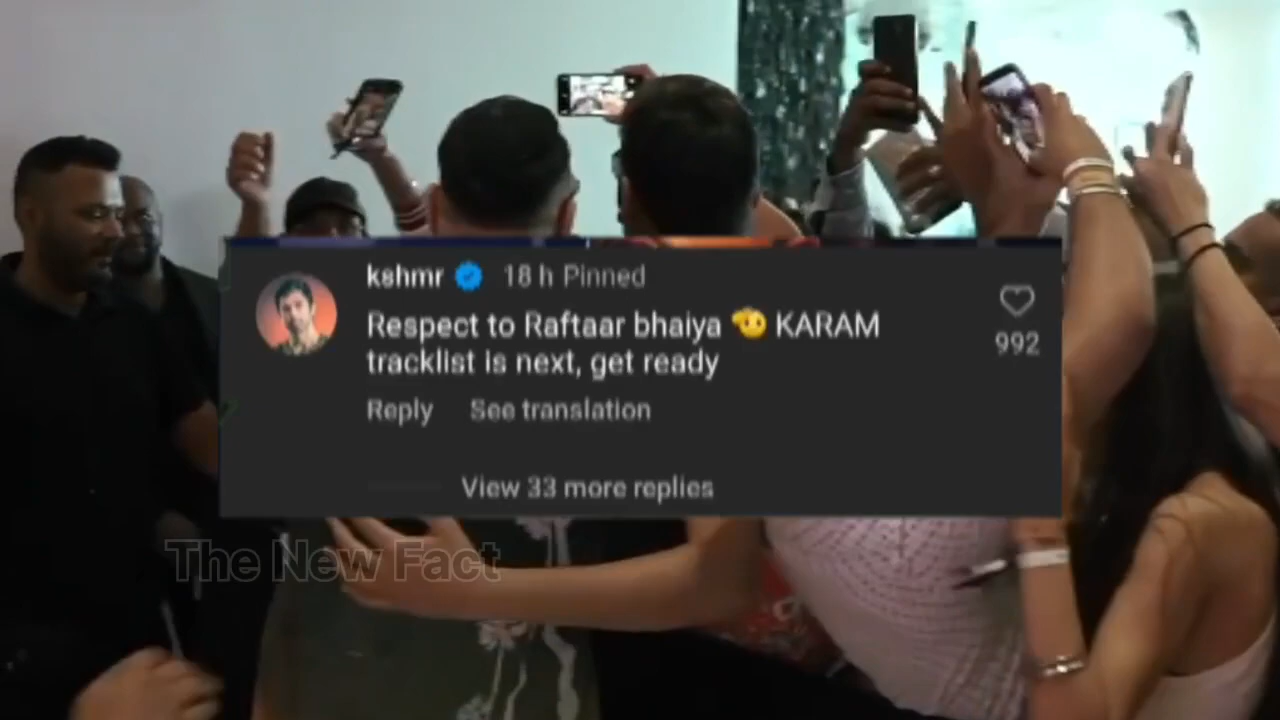 kshmr 18 h Pinned
Respect to Raftaar bhaiya 🫡 KARAM
tracklist is next, get ready
992
Reply See translation
View 33 more replies
The New Fact